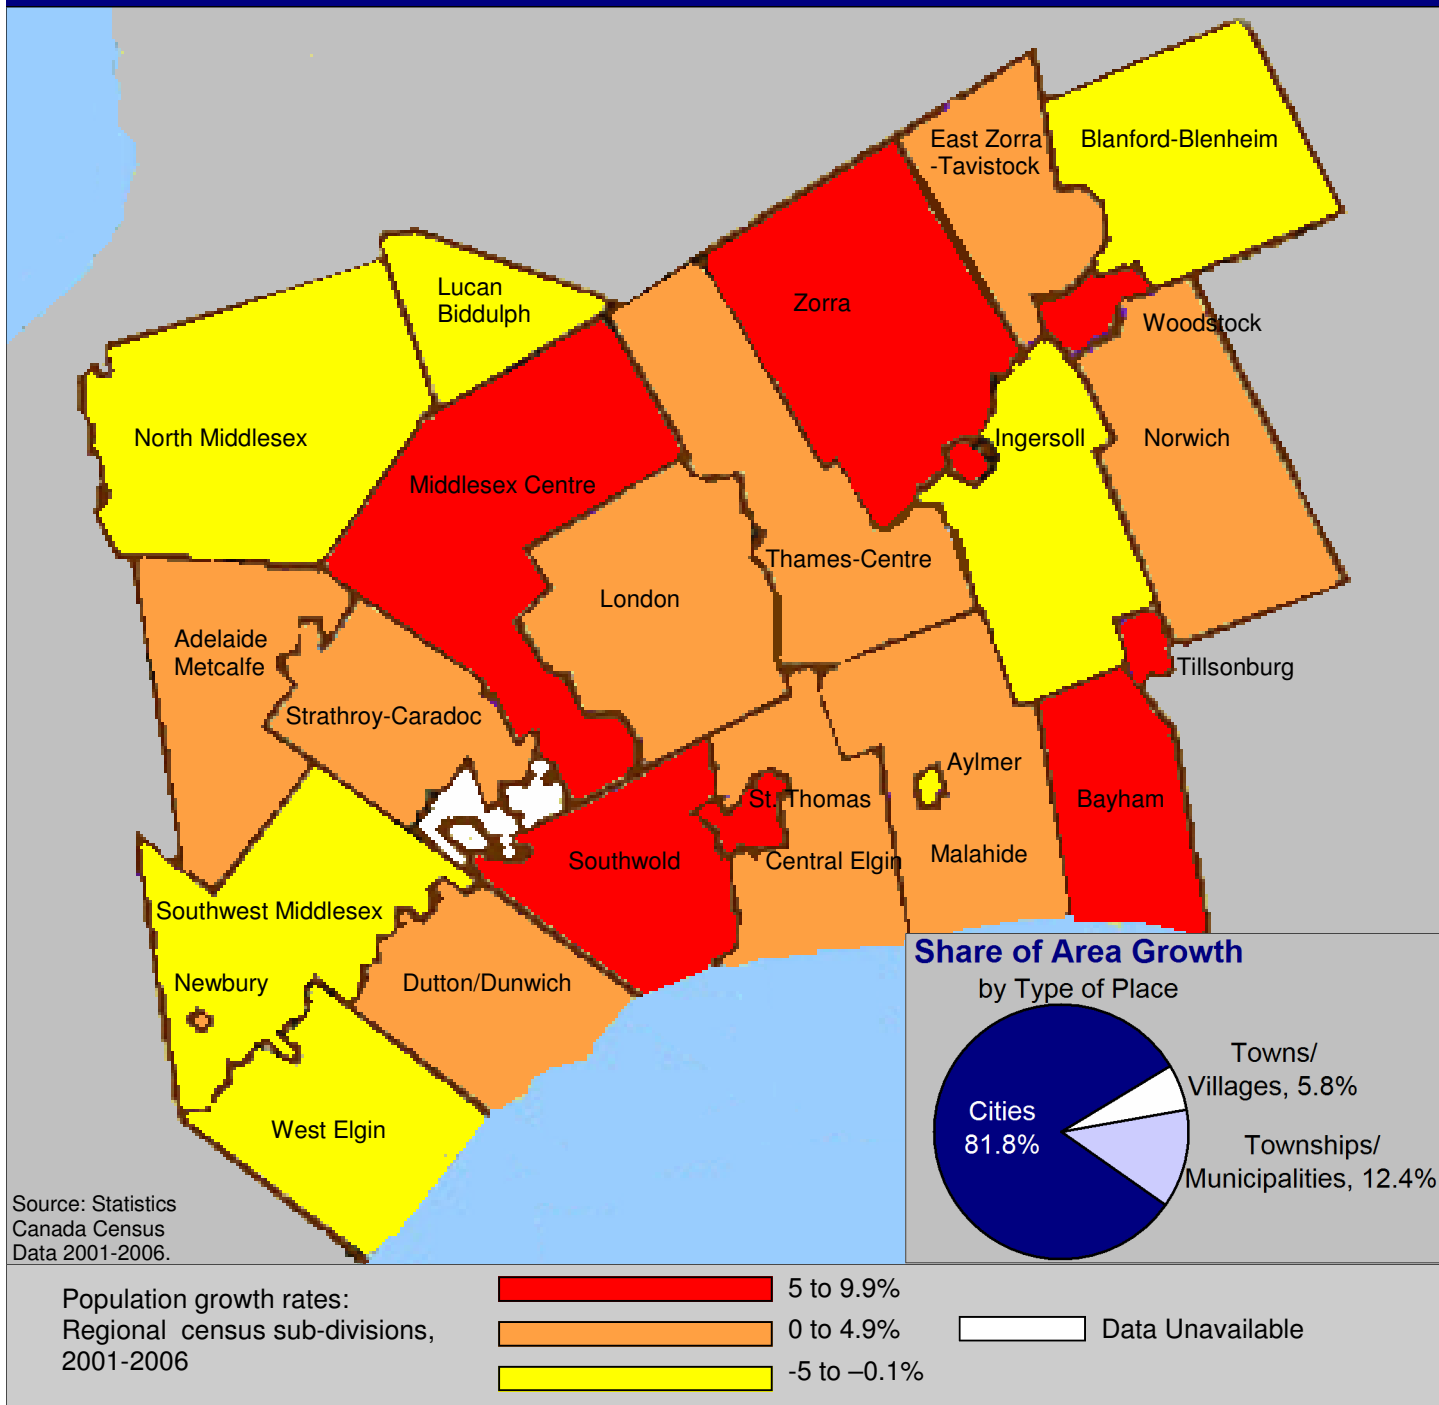 East Zorra
-Tavistock
Blanford-Blenheim
Lucan
Biddulph
Zorra
Woodstock
North Middlesex
Ingersoll
Norwich
Middlesex Centre
Thames-Centre
London
Adelaide
Metcalfe
Tillsonburg
Strathroy-Caradoc
Aylmer
St. Thomas
Bayham
Southwold
Central Elgin
Malahide
Southwest Middlesex
Newbury
Dutton/Dunwich
West Elgin
Share of Area Growth
by Type of Place
Towns/
Villages, 5.8%
Cities
81.8%
Townships/
Municipalities, 12.4%
Source: Statistics
Canada Census
Data 2001-2006.
Population growth rates:
Regional census sub-divisions,
2001-2006
5 to 9.9%
0 to 4.9%
-5 to –0.1%
Data Unavailable